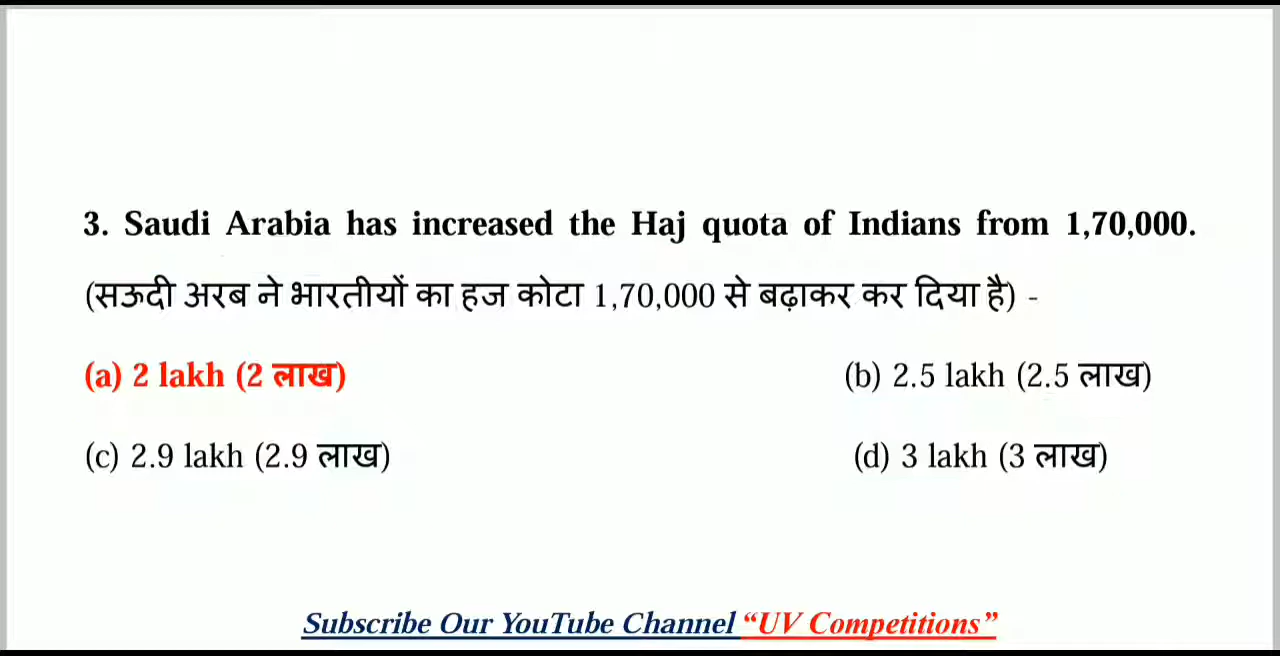 3. Saudi Arabia has increased the Haj quota of Indians from 1,70,000.
(सऊदी अरब ने भारतीयों का हज कोटा 1,70,000 से बढ़ाकर कर दिया है) -
(a) 2 lakh (2 लाख) (b) 2.5 lakh (2.5 लाख)
(c) 2.9 lakh (2.9 लाख) (d) 3 lakh (3 लाख)
Subscribe Our YouTube Channel “UV Competitions”